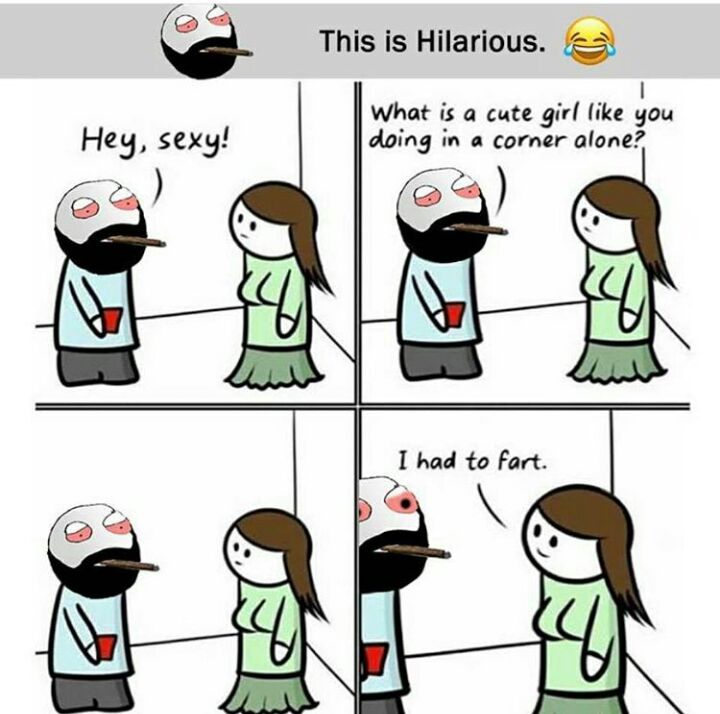 This is Hilarious. 😂
Hey, sexy!
What is a cute girl like you
doing in a corner alone?
I had to fart.